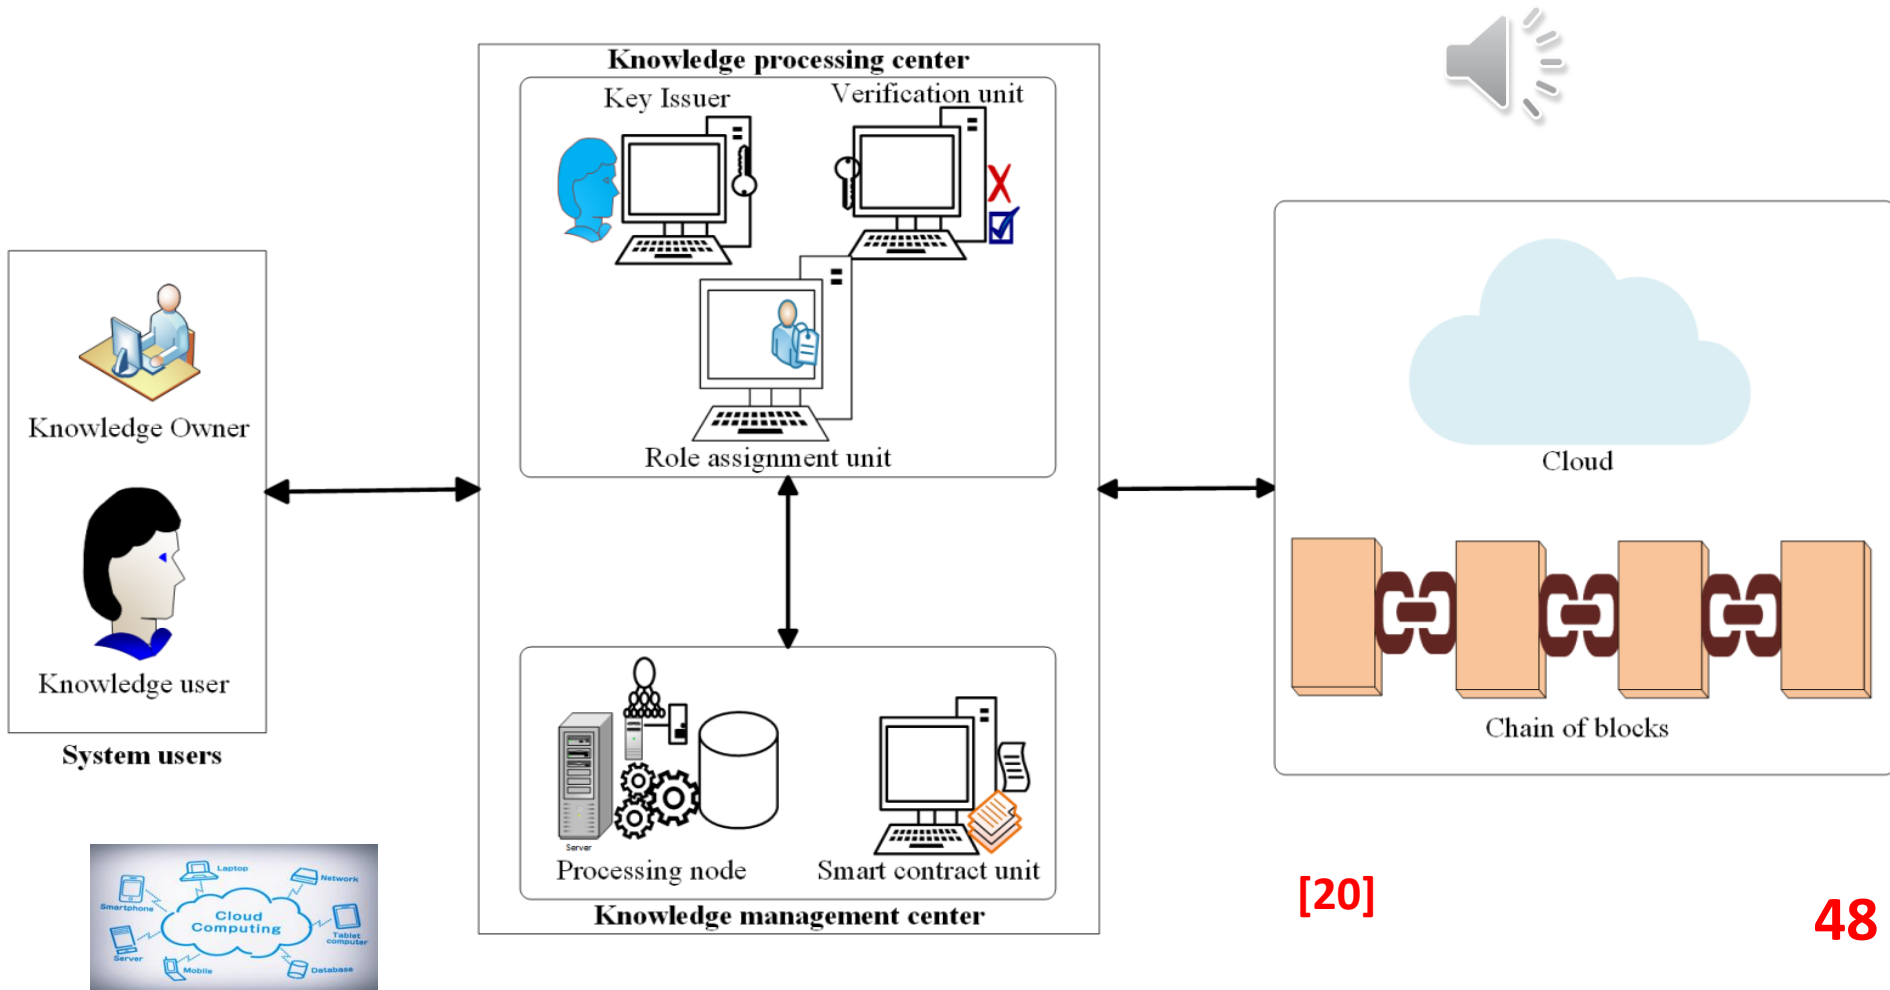 Knowledge processing center
Key Issuer
Verification unit
Role assignment unit
Knowledge Owner
Knowledge user
System users
Server
Processing node
Smart contract unit
Knowledge management center
Cloud
Chain of blocks
Laptop
Network
Smartphone
Cloud
Computing
Tablet
computer
Server
Mobile
Database
[20]
48